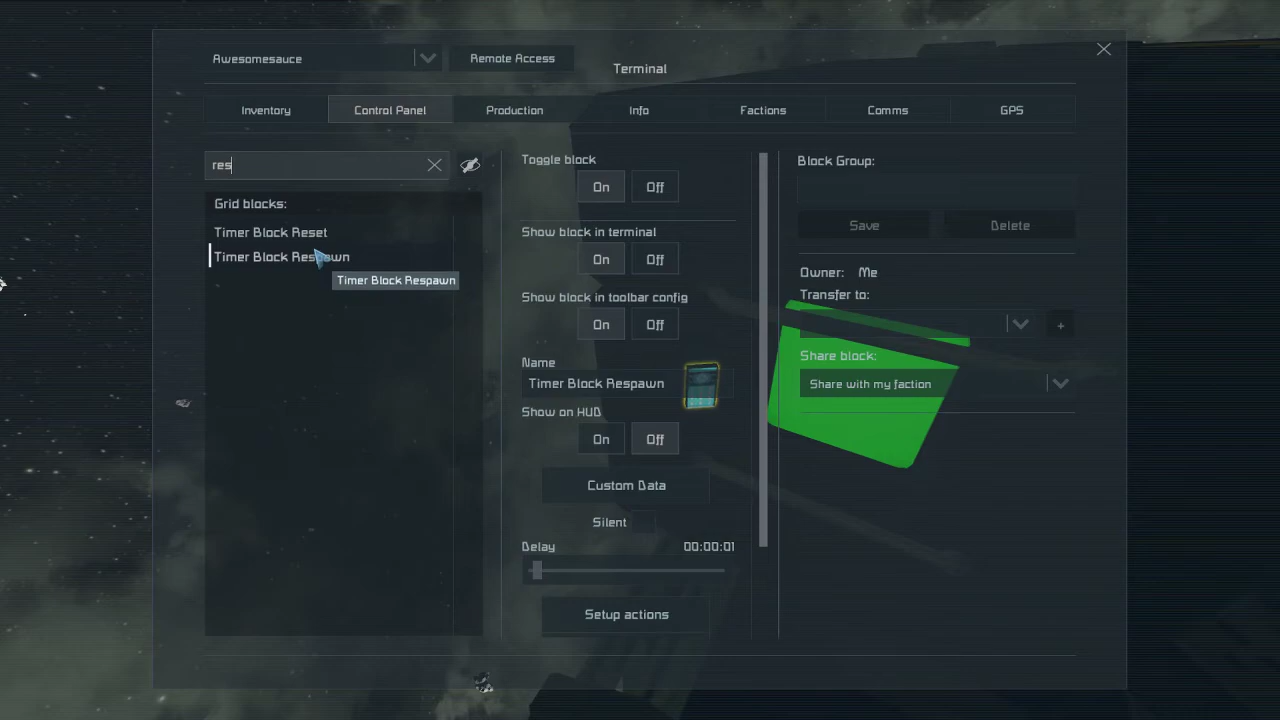 Awesomesauce
Remote Access
Terminal
Inventory
Control Panel
Production
Info
Factions
Comms
GPS
res
Grid blocks:
Timer Block Reset
Timer Block Respawn
Timer Block Respawn
Toggle block
On Off
Show block in terminal
On Off
Show block in toolbar config
On Off
Name
Timer Block Respawn
Show on HUD
On Off
Custom Data
Silent
Delay 00:00:01
Setup actions
Block Group:
Save Delete
Owner: Me
Transfer to:
+
Share block:
Share with my faction